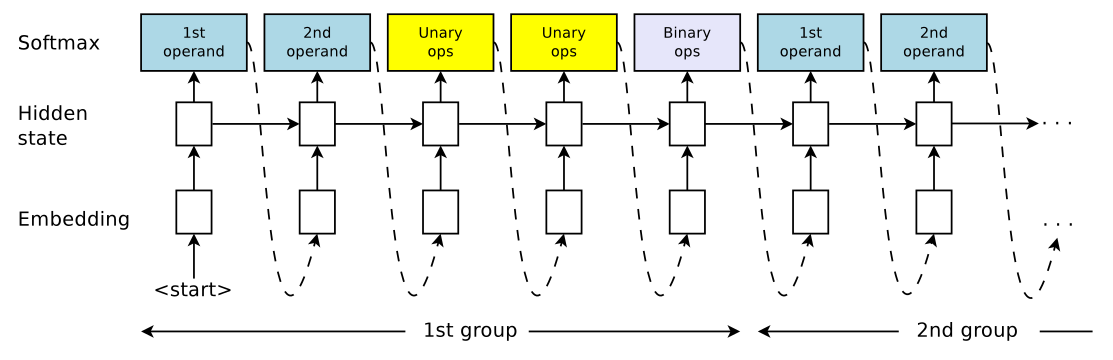 Softmax
1st
operand
2nd
operand
Unary
ops
Unary
ops
Binary
ops
1st
operand
2nd
operand
Hidden
state
. . .
Embedding
. . .
<start>
1st group
2nd group